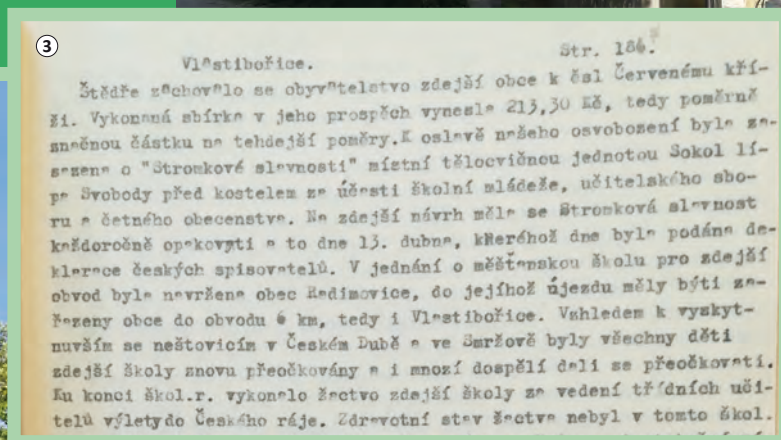 3
Vlastibořice. Str. 186.
Štědře zachovalo se obyvatelstvo zdejší obce k čsl Červenému kří-
ži. Vykonaná sbírka v jeho prospěch vynesla 213,30 Kč, tedy poměrně
značnou částku na tehdejší poměry.K oslavě našeho osvobození byla za-
sazena o "Stromkové slavnosti" místní tělocvičnou jednotou Sokol lí-
pa Svobody před kostelem za účasti školní mládeže, učitelského sbo-
ru a četného obecenstva. Na zdejší návrh měla se Stromková slavnost
každoročně opakovati a to dne 13. dubna, kteréhož dne byla podána de-
klarace českých spisovatelů. V jednání o měšťanskou školu pro zdejší
obvod byla navržena obec Radimovice, do jejíhož újezdu měly býti za-
řazeny obce do obvodu 6 km, tedy i Vlastibořice. Vzhledem k vyskyt-
nuvším se neštovicím v Českém Dubě a ve Smržově byly všechny děti
zdejší školy znovu přeočkovány a i mnozí dospělí dali se přeočkovati.
Ku konci škol.r. vykonalo žactvo zdejší školy za vedení třídních uči-
telů výletydo Českého ráje. Zdravotní stav žactva nebyl v tomto škol.